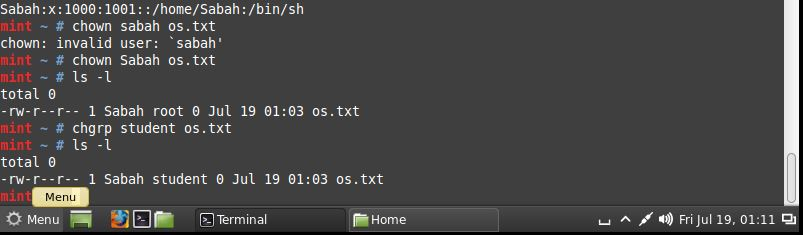 Sabah:x:1000:1001::/home/Sabah:/bin/sh
mint ~ # chown sabah os.txt
chown: invalid user: `sabah'
mint ~ # chown Sabah os.txt
mint ~ # ls -l
total 0
-rw-r--r-- 1 Sabah root 0 Jul 19 01:03 os.txt
mint ~ # chgrp student os.txt
mint ~ # ls -l
total 0
-rw-r--r-- 1 Sabah student 0 Jul 19 01:03 os.txt
mint
Menu
Menu Terminal Home Fri Jul 19, 01:11